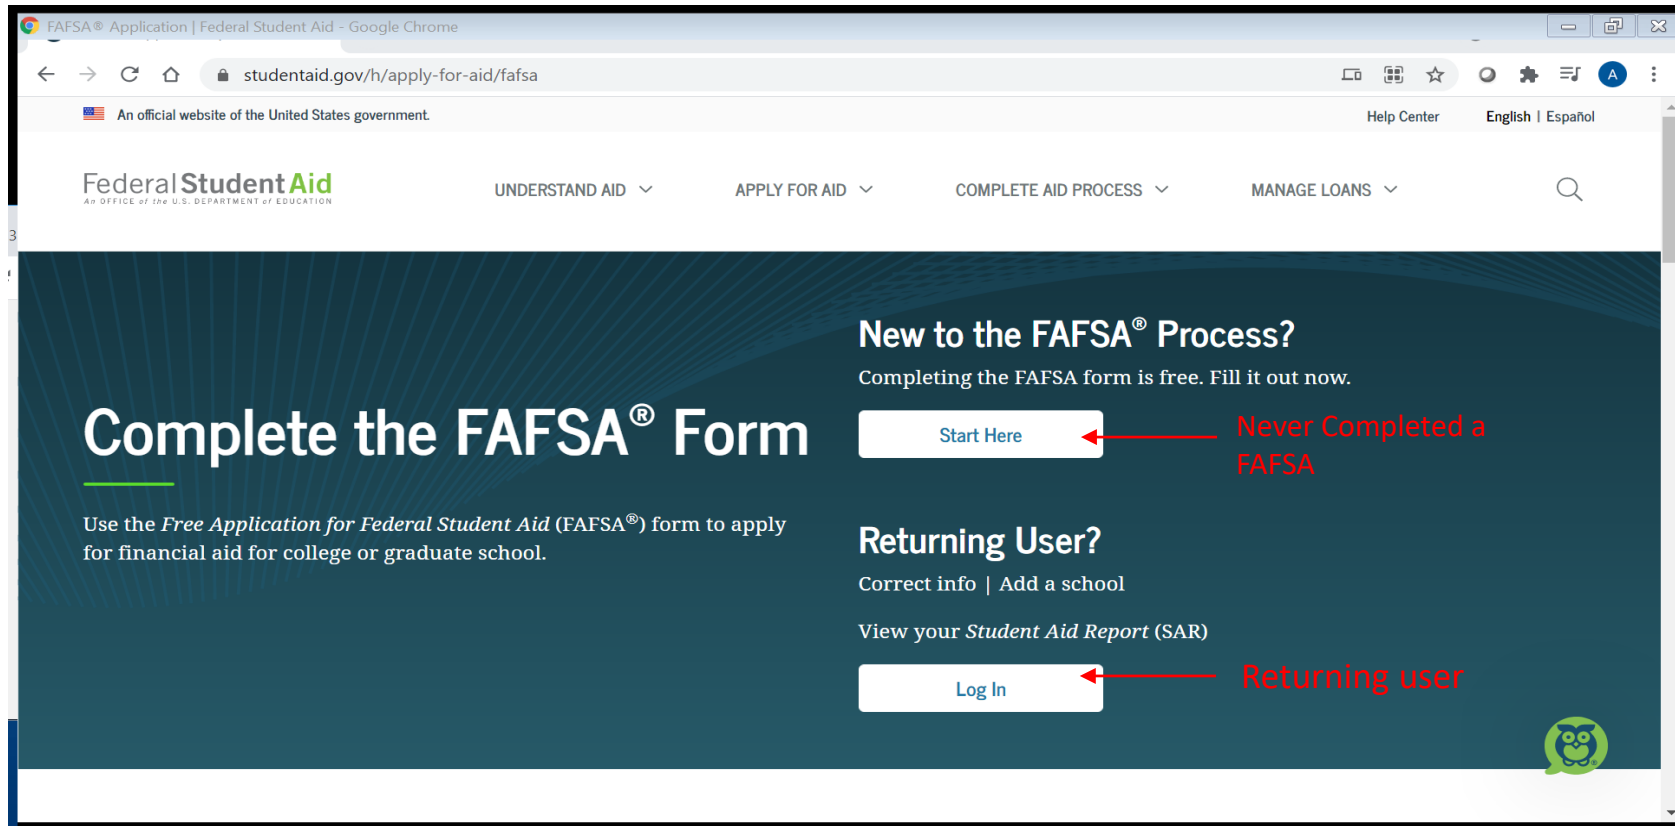 FAFSA® Application | Federal Student Aid - Google Chrome
studentaid.gov/h/apply-for-aid/fafsa
A
An official website of the United States government.
Help Center
English | Español
Federal Student Aid
An OFFICE of the U.S. DEPARTMENT of EDUCATION
UNDERSTAND AID
APPLY FOR AID
COMPLETE AID PROCESS
MANAGE LOANS
3
New to the FAFSA® Process?
Completing the FAFSA form is free. Fill it out now.
Start Here
Never Completed a
FAFSA
Complete the FAFSA® Form
Use the Free Application for Federal Student Aid (FAFSA®) form to apply
for financial aid for college or graduate school.
Returning User?
Correct info | Add a school
View your Student Aid Report (SAR)
Log In
Returning user